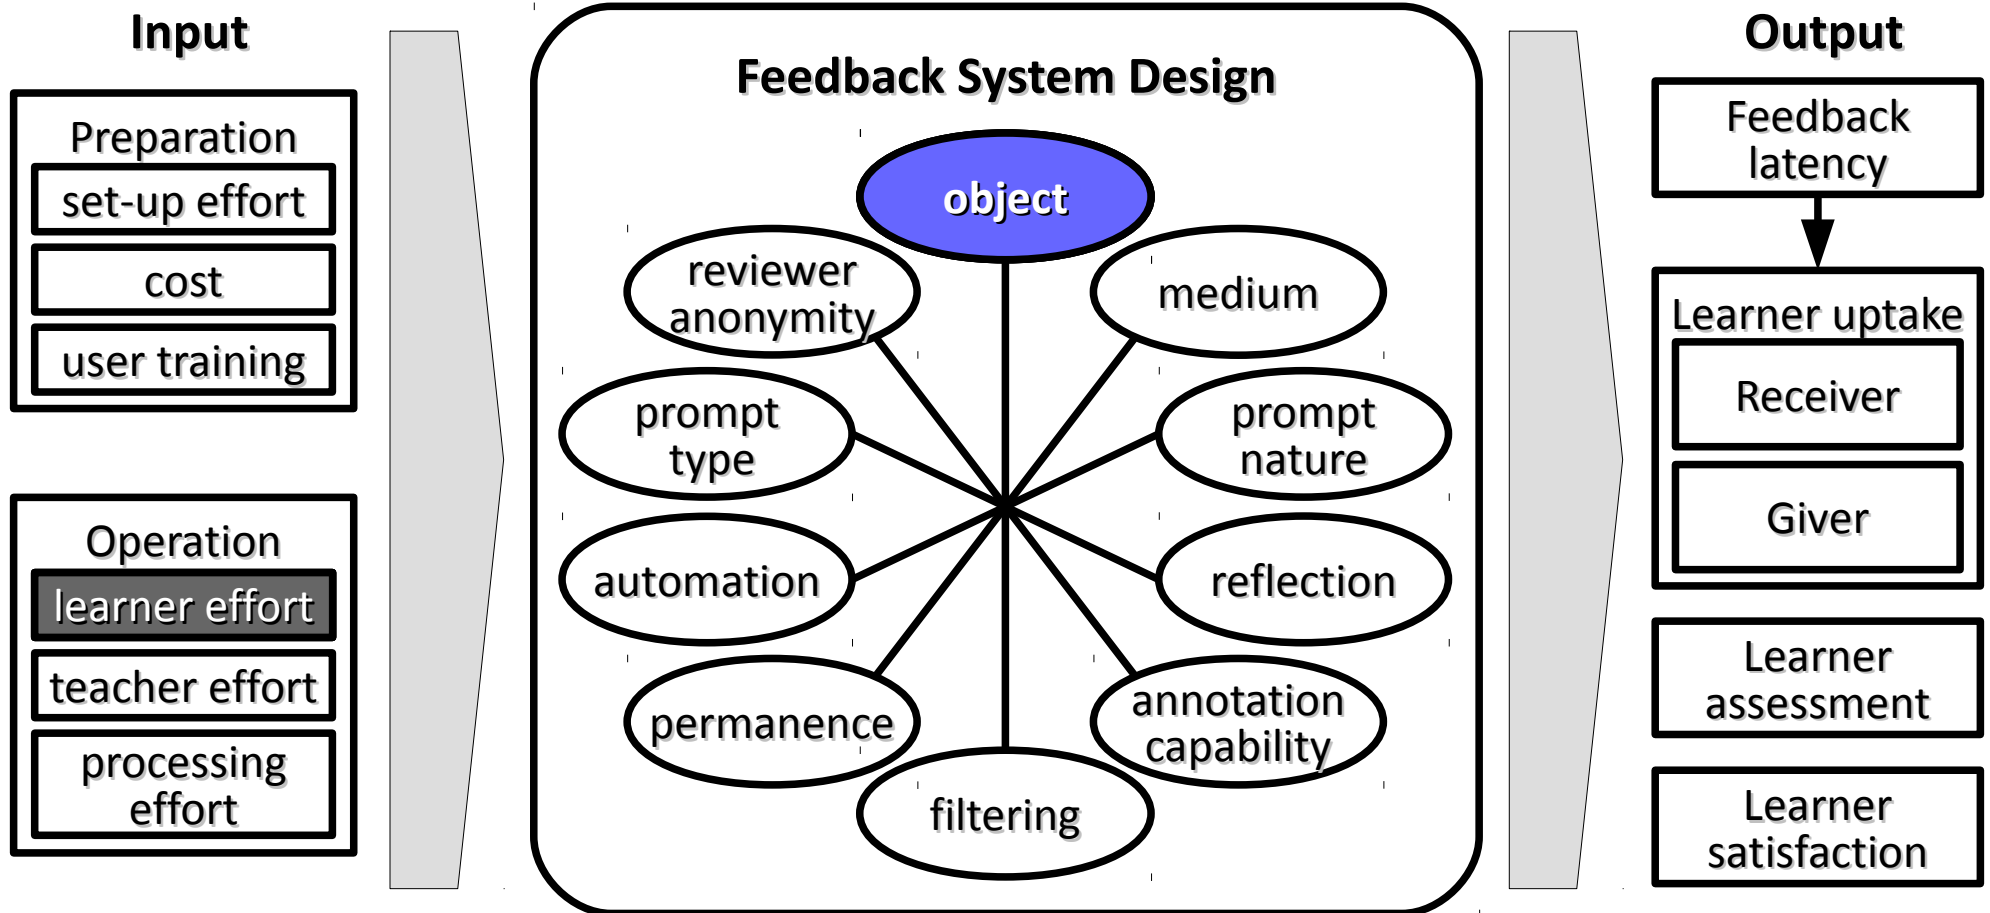 Input
Preparation
set-up effort
cost
user training
Operation
learner effort
teacher effort
processing
effort
Feedback System Design
object
reviewer
anonymity
medium
prompt
type
prompt
nature
automation
reflection
permanence
annotation
capability
filtering
Output
Feedback
latency
Learner uptake
Receiver
Giver
Learner
assessment
Learner
satisfaction